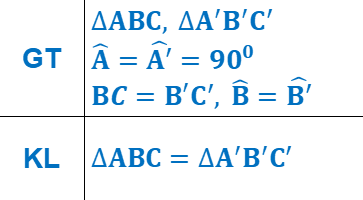 GT
ΔABC, ΔA′B′C′
Â = Â′ = 90⁰
BC = B′C′, B̂ = B̂′
KL
ΔABC = ΔA′B′C′